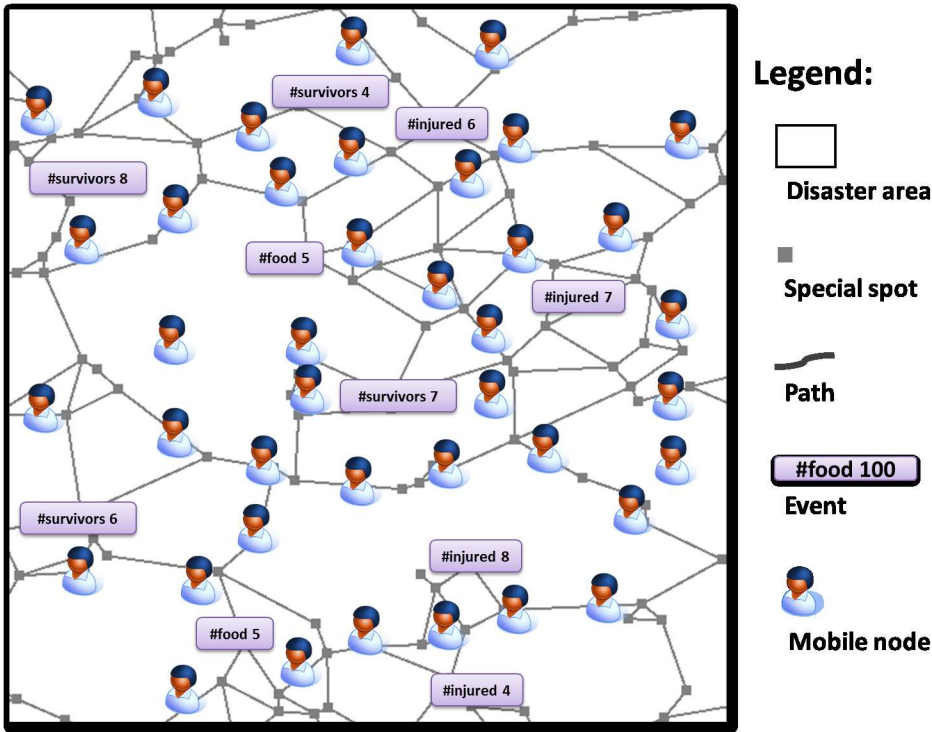 #survivors 4
#injured 6
#survivors 8
#food 5
#injured 7
#survivors 7
#survivors 6
#injured 8
#food 5
#injured 4
Legend:
Disaster area
Special spot
Path
#food 100
Event
Mobile node